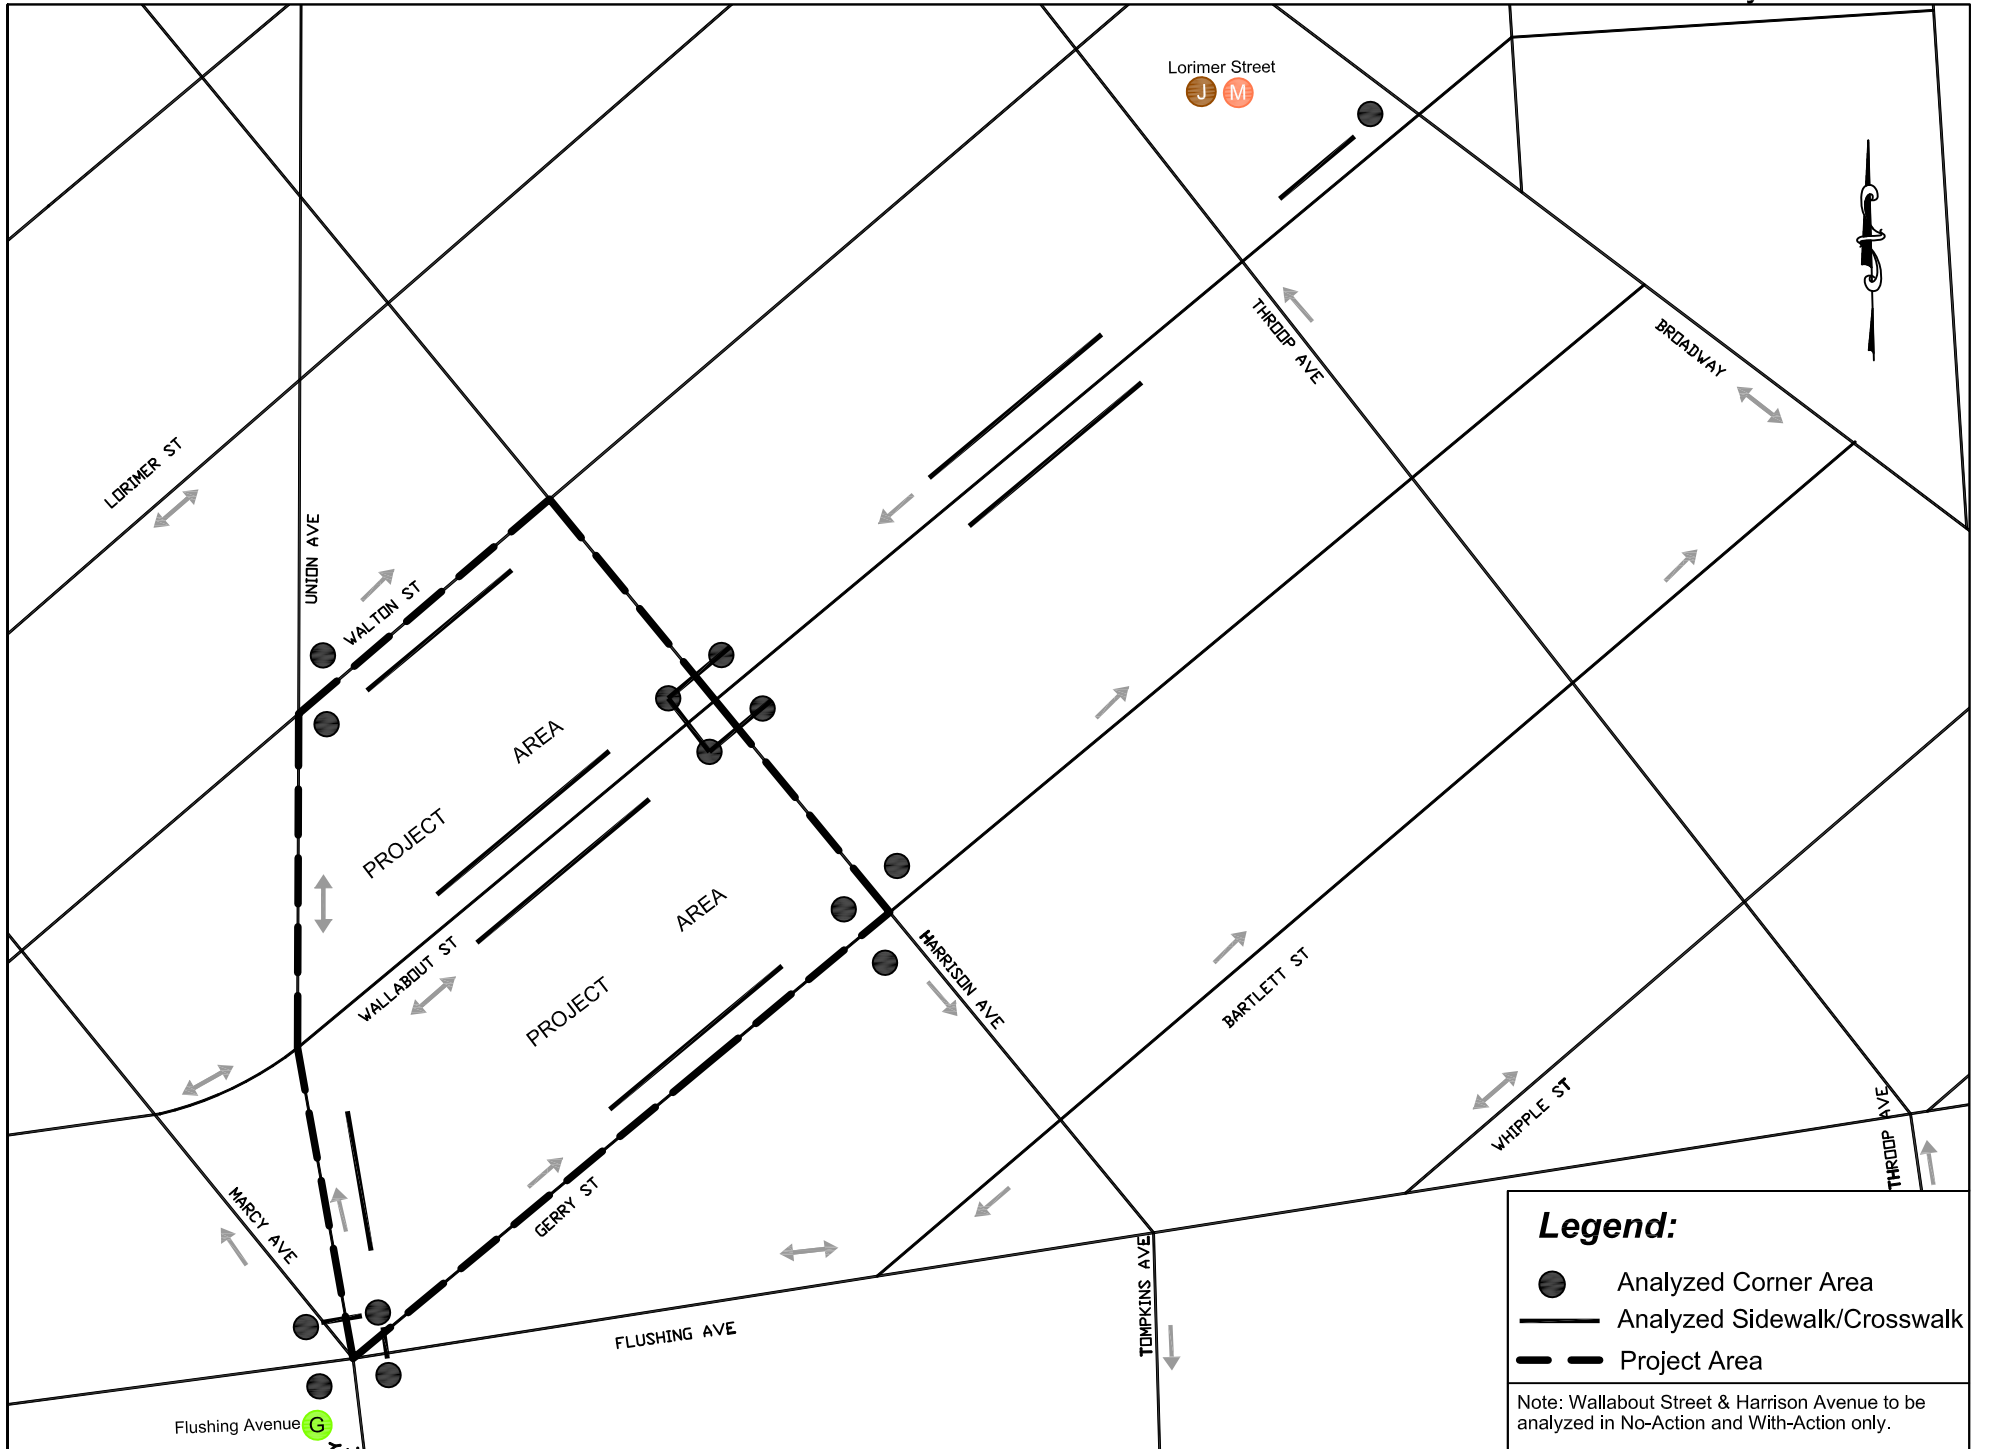 Lorimer Street
J M
THROOP AVE
BROADWAY
LORIMER ST
UNION AVE
WALTON ST
AREA
PROJECT
AREA
PROJECT
WALLABOUT ST
HARRISON AVE
BARTLETT ST
WHIPPLE ST
THROOP AVE
MARCY AVE
GERRY ST
TOMPKINS AVE
FLUSHING AVE
Flushing Avenue G
Legend:
Analyzed Corner Area
Analyzed Sidewalk/Crosswalk
Project Area
Note: Wallabout Street & Harrison Avenue to be
analyzed in No-Action and With-Action only.